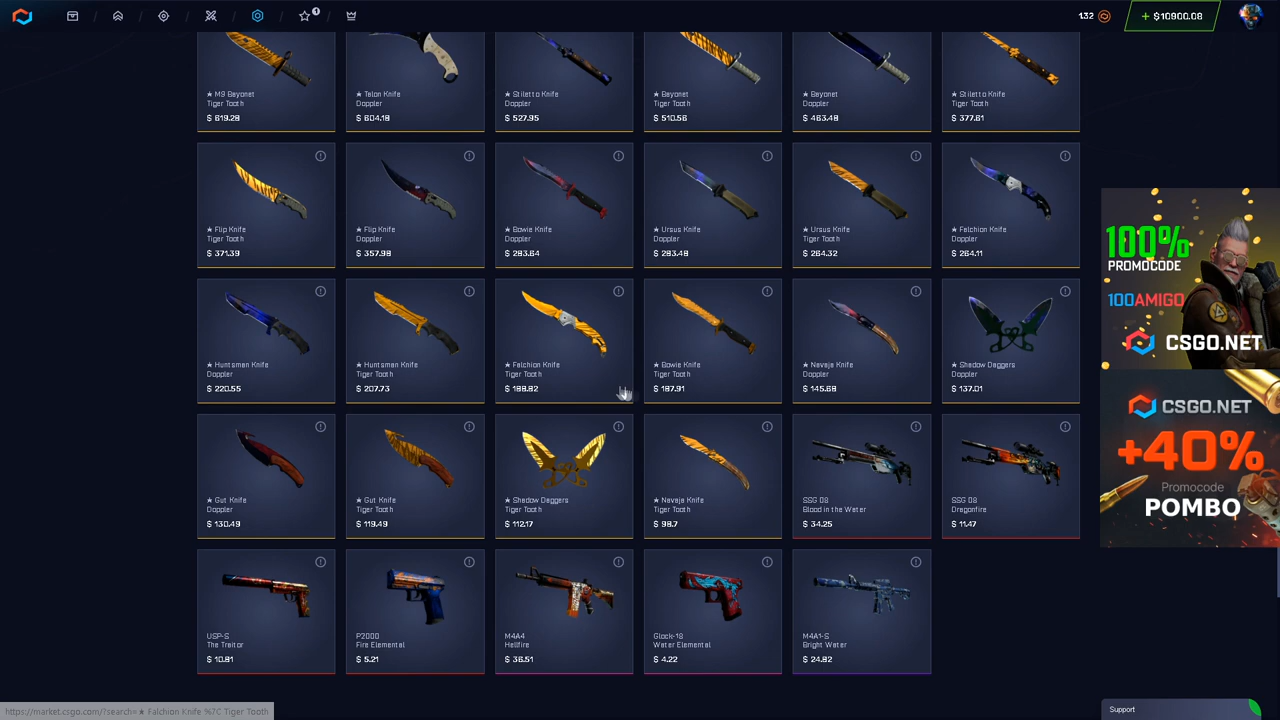 132
+ $10900.08
★ M9 Bayonet
Tiger Tooth
$ 619.28
★ Talon Knife
Doppler
$ 604.18
★ Stiletto Knife
Doppler
$ 527.95
★ Bayonet
Tiger Tooth
$ 510.56
★ Bayonet
Doppler
$ 463.48
★ Stiletto Knife
Tiger Tooth
$ 377.61
★ Flip Knife
Tiger Tooth
$ 371.39
★ Flip Knife
Doppler
$ 357.98
★ Bowie Knife
Doppler
$ 283.64
★ Ursus Knife
Doppler
$ 283.48
★ Ursus Knife
Tiger Tooth
$ 264.32
★ Falchion Knife
Doppler
$ 264.11
★ Huntsman Knife
Doppler
$ 220.55
★ Huntsman Knife
Tiger Tooth
$ 207.73
★ Falchion Knife
Tiger Tooth
$ 188.82
★ Bowie Knife
Tiger Tooth
$ 187.91
★ Navaja Knife
Doppler
$ 145.68
★ Shadow Daggers
Doppler
$ 137.01
★ Gut Knife
Doppler
$ 130.49
★ Gut Knife
Tiger Tooth
$ 119.49
★ Shadow Daggers
Tiger Tooth
$ 112.17
★ Navaja Knife
Tiger Tooth
$ 98.7
SSG 08
Blood in the Water
$ 34.25
SSG 08
Dragonfire
$ 11.47
USP-S
The Traitor
$ 10.81
P2000
Fire Elemental
$ 5.21
M4A4
Hellfire
$ 36.51
Glock-18
Water Elemental
$ 4.22
M4A1-S
Bright Water
$ 24.82
100%
PROMOCODE
100AMIGO
CSGO.NET
CSGO.NET
+40%
Promocode
POMBO
https://market.csgo.com/?search=★ Falchion Knife %7C Tiger Tooth
Support